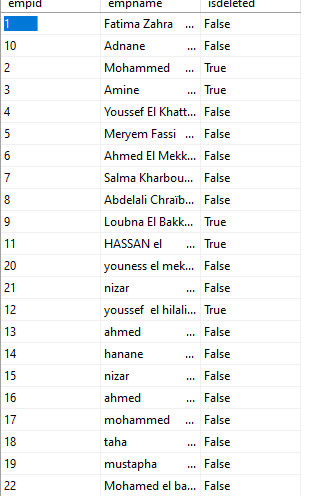 empid empname isdeleted
1 Fatima Zahra ... False
10 Adnane ... False
2 Mohammed ... True
3 Amine ... True
4 Youssef El Khatt... False
5 Meryem Fassi ... False
6 Ahmed El Mekk... False
7 Salma Kharbou... False
8 Abdelali Chraïb... False
9 Loubna El Bakk... True
11 HASSAN el ... True
20 youness el mek... False
21 nizar ... False
12 youssef el hilali... True
13 ahmed ... False
14 hanane ... False
15 nizar ... False
16 ahmed ... False
17 mohammed ... False
18 taha ... False
19 mustapha ... False
22 Mohamed el ba... False